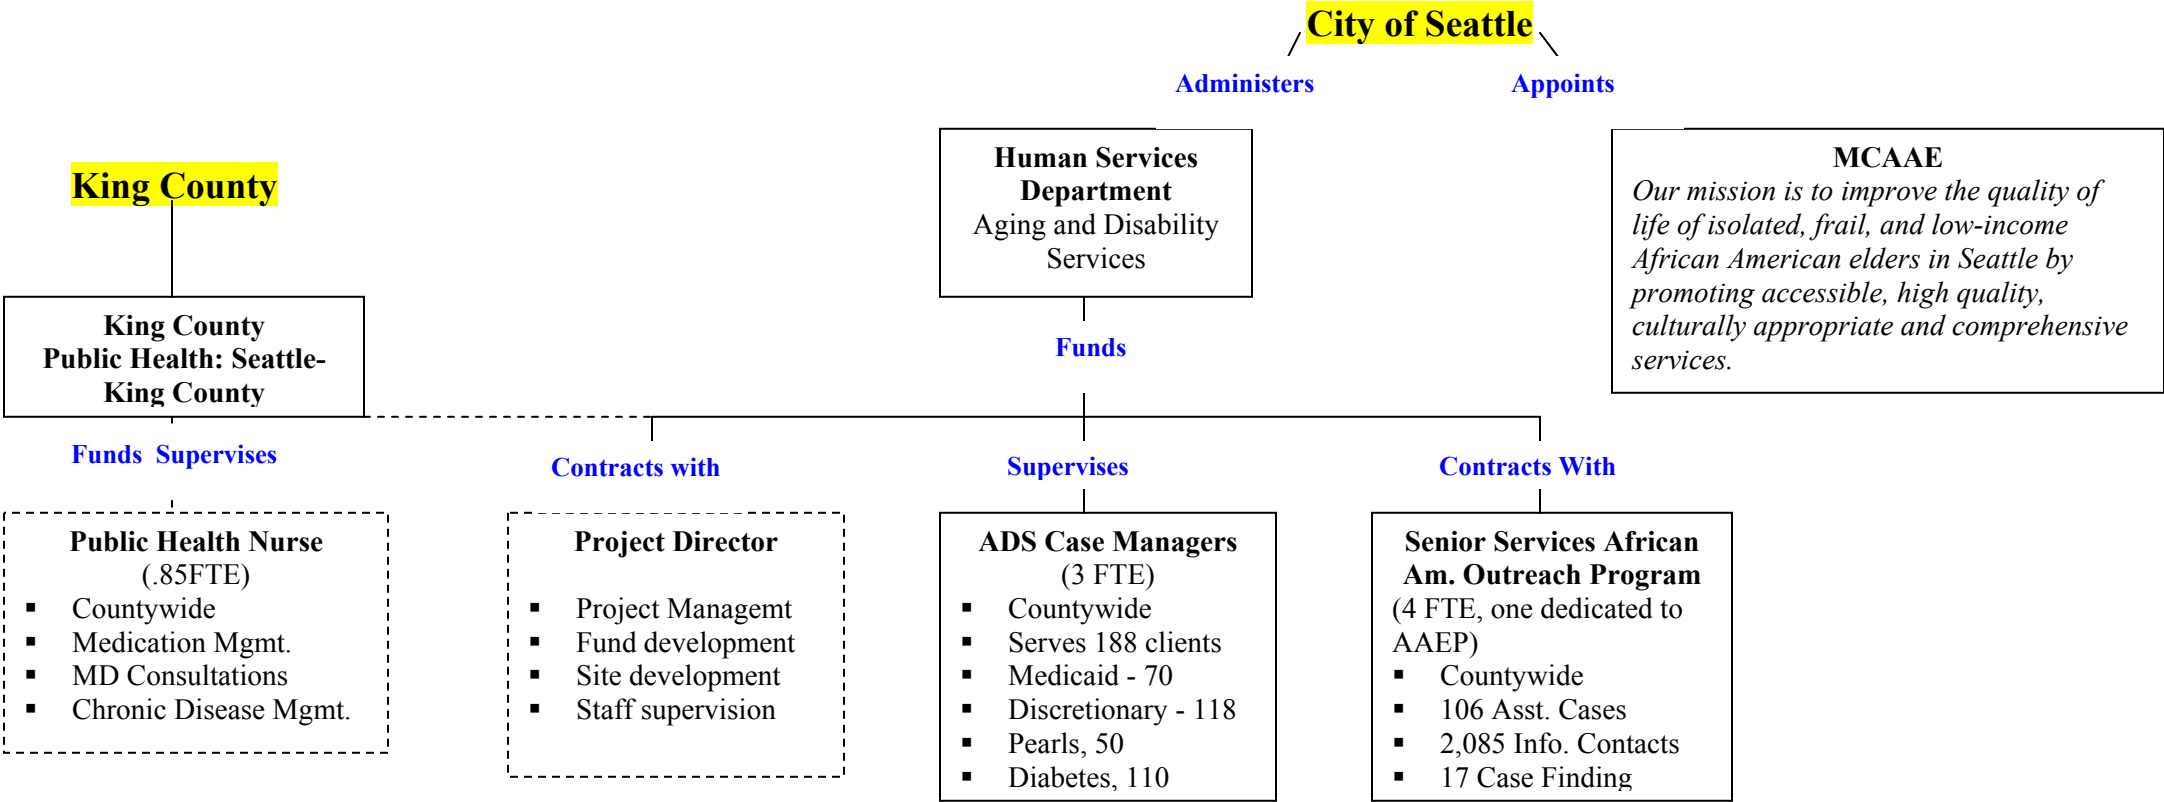 City of Seattle
Administers
Appoints
Human Services
Department
Aging and Disability
Services
MCAAE
Our mission is to improve the quality of
life of isolated, frail, and low-income
African American elders in Seattle by
promoting accessible, high quality,
culturally appropriate and comprehensive
services.
King County
King County
Public Health: Seattle-
King County
Funds
Funds  Supervises
Contracts with
Supervises
Contracts With
Public Health Nurse
(.85FTE)
▪ Countywide
▪ Medication Mgmt.
▪ MD Consultations
▪ Chronic Disease Mgmt.
Project Director
▪ Project Managemt
▪ Fund development
▪ Site development
▪ Staff supervision
ADS Case Managers
(3 FTE)
▪ Countywide
▪ Serves 188 clients
▪ Medicaid - 70
▪ Discretionary - 118
▪ Pearls, 50
▪ Diabetes, 110
Senior Services African
Am. Outreach Program
(4 FTE, one dedicated to
AAEP)
▪ Countywide
▪ 106 Asst. Cases
▪ 2,085 Info. Contacts
▪ 17 Case Finding